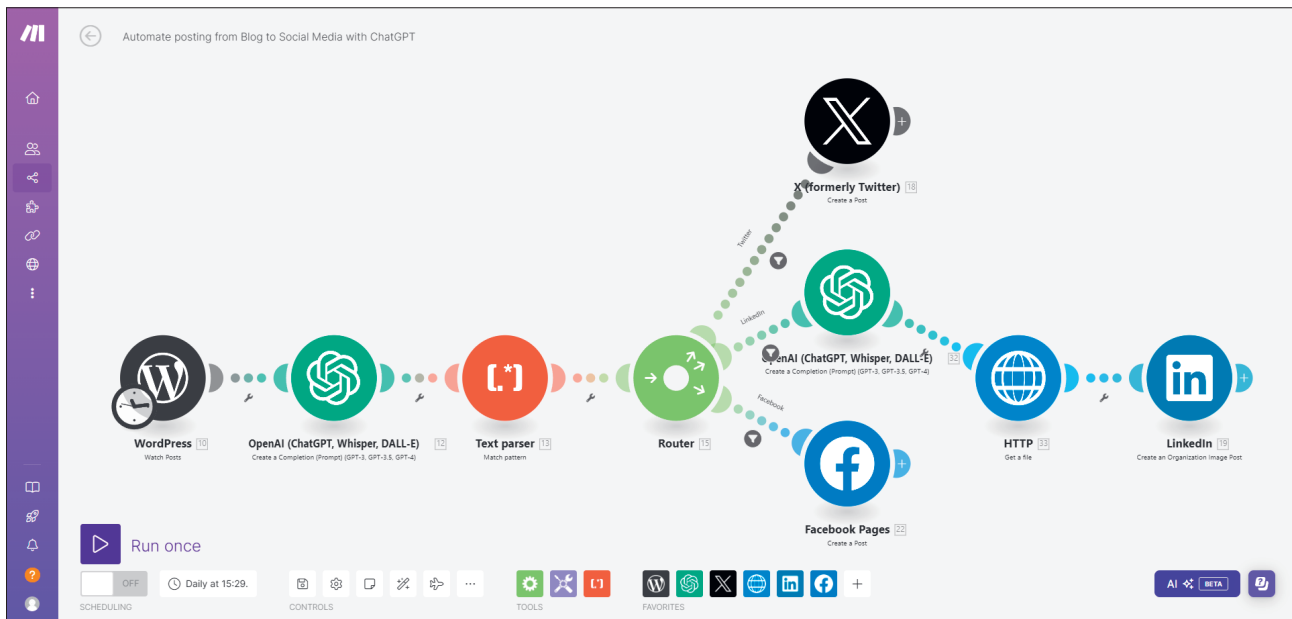 Automate posting from Blog to Social Media with ChatGPT
X (formerly Twitter) 18
Create a Post
Twitter
LinkedIn
OpenAI (ChatGPT, Whisper, DALL-E) 32
Create a Completion (Prompt) (GPT-3, GPT-3.5, GPT-4)
Facebook
WordPress 10
Watch Posts
OpenAI (ChatGPT, Whisper, DALL-E) 12
Create a Completion (Prompt) (GPT-3, GPT-3.5, GPT-4)
Text parser 13
Match pattern
Router 15
HTTP 33
Get a file
LinkedIn 19
Create an Organization Image Post
Facebook Pages 22
Create a Post
Run once
OFF
Daily at 15:29.
AI BETA
SCHEDULING
CONTROLS
TOOLS
FAVORITES